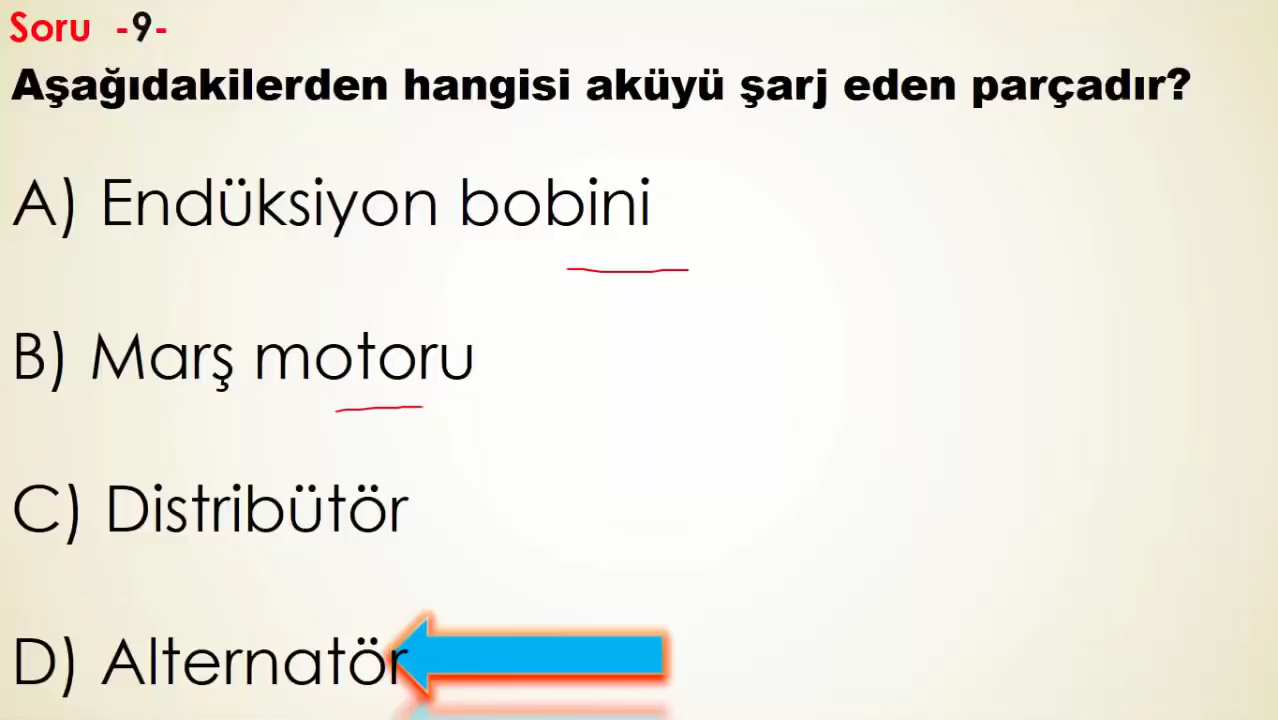 Soru -9-
Aşağıdakilerden hangisi aküyü şarj eden parçadır?
A) Endüksiyon bobini
B) Marş motoru
C) Distribütör
D) Alternatör